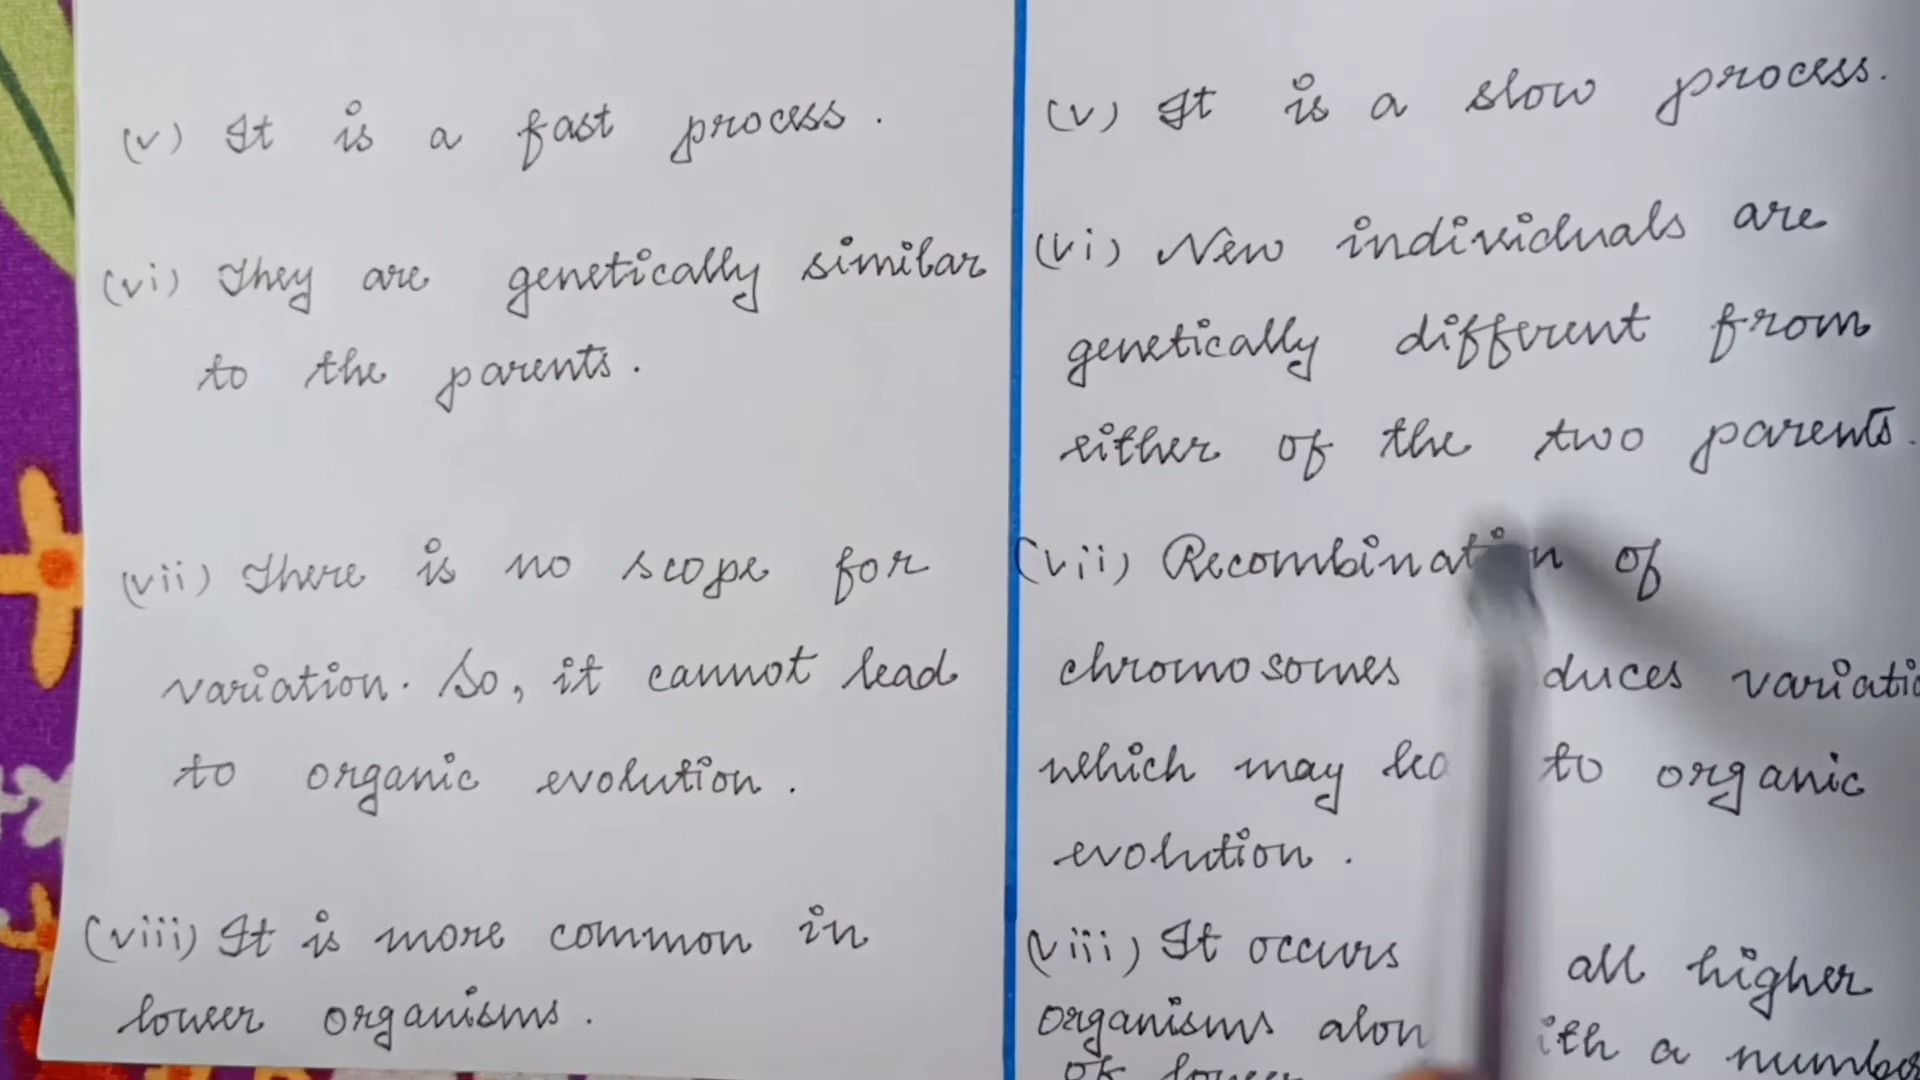 (v) It is a fast process.
(vi) They are genetically similar
to the parents.
(vii) There is no scope for
variation. So, it cannot lead
to organic evolution.
(viii) It is more common in
lower organisms.
(v) It is a slow process.
(vi) New individuals are
genetically different from
either of the two parents.
(vii) Recombination of
chromosomes duces variatio
which may lea to organic
evolution.
(viii) It occurs all higher
organisms alon ith a number
of lower